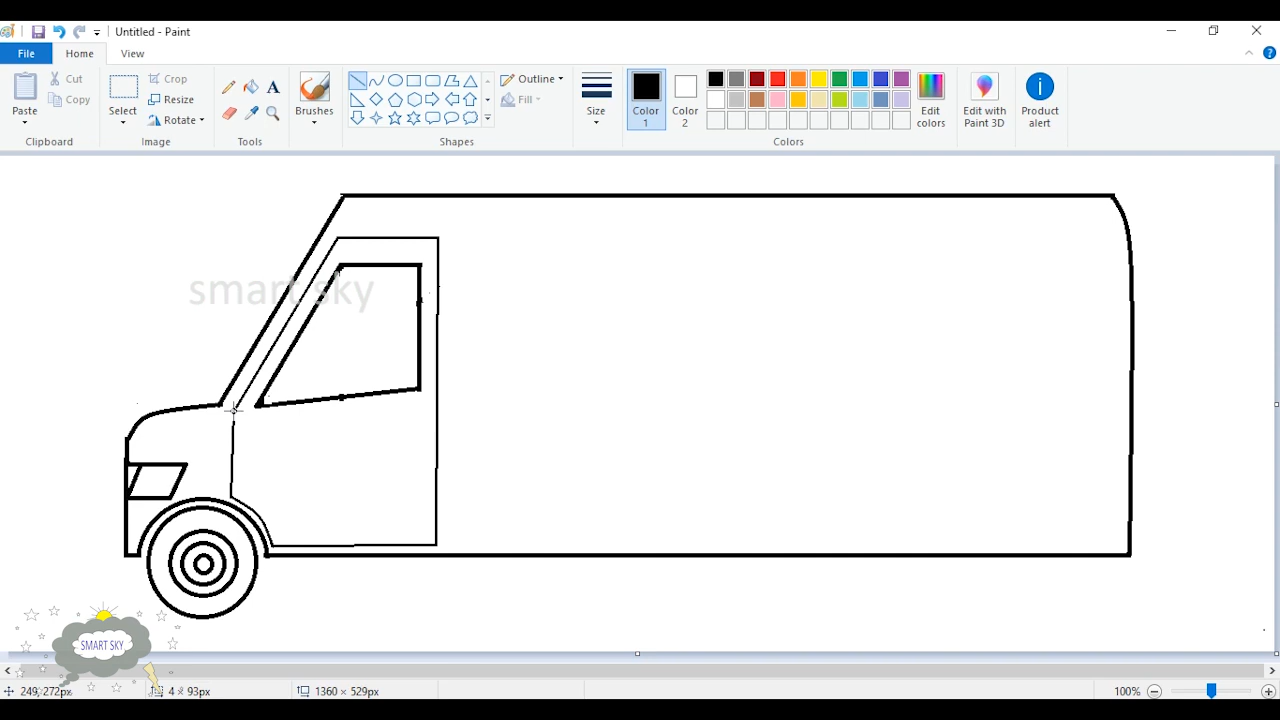 Untitled - Paint
File Home View
Paste
Cut
Copy
Clipboard
Select
Crop
Resize
Rotate
Image
A
Tools
Brushes
Shapes
Outline
Fill
Size
Color 1
Color 2
Edit colors
Colors
Edit with Paint 3D
Product alert
smart sky
SMART SKY
249, 272px
4 × 93px
1360 × 529px
100%